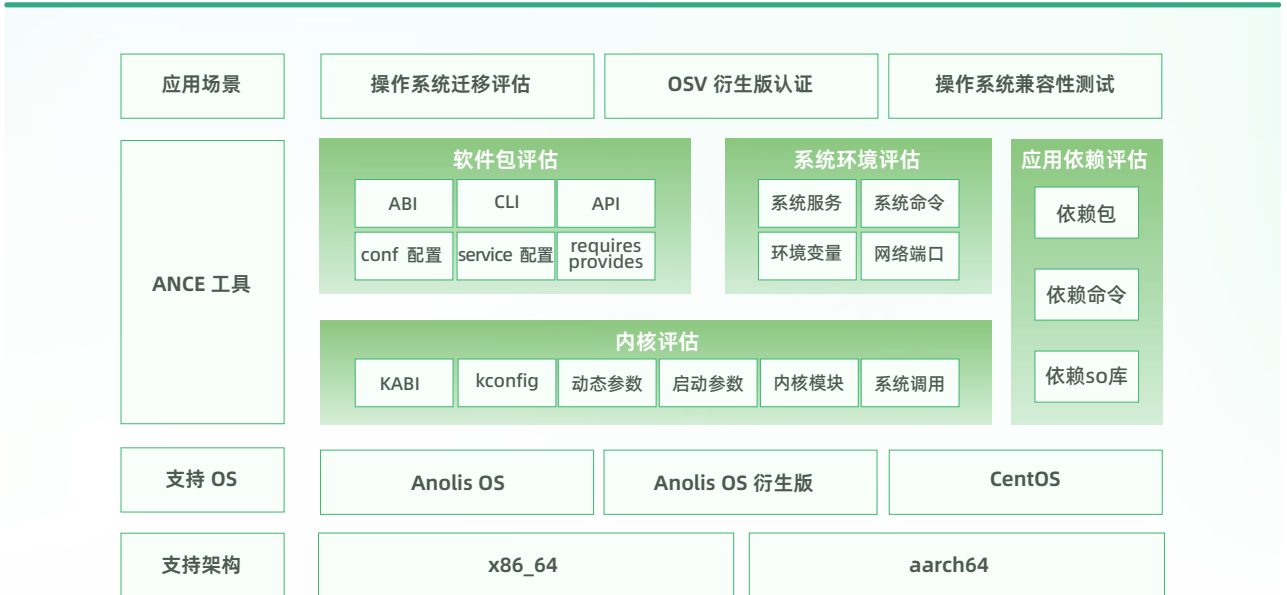 应用场景
操作系统迁移评估
OSV 衍生版认证
操作系统兼容性测试
ANCE 工具
软件包评估
ABI
CLI
API
conf 配置
service 配置
requires
provides
系统环境评估
系统服务
系统命令
环境变量
网络端口
应用依赖评估
依赖包
依赖命令
依赖so库
内核评估
KABI
kconfig
动态参数
启动参数
内核模块
系统调用
支持 OS
Anolis OS
Anolis OS 衍生版
CentOS
支持架构
x86_64
aarch64